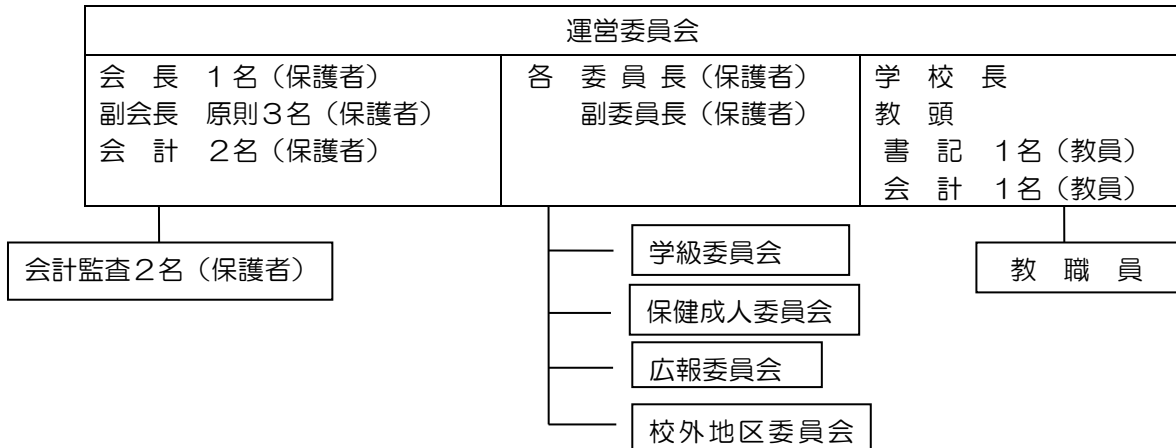 運営委員会
会　長　１名（保護者）
副会長　原則３名（保護者）
会　計　２名（保護者）
各　委 員 長（保護者）
副委員長（保護者）
学　校　長
教　頭
書　記　１名（教員）
会　計　１名（教員）
会計監査２名（保護者）
学級委員会
保健成人委員会
広報委員会
校外地区委員会
教　職　員